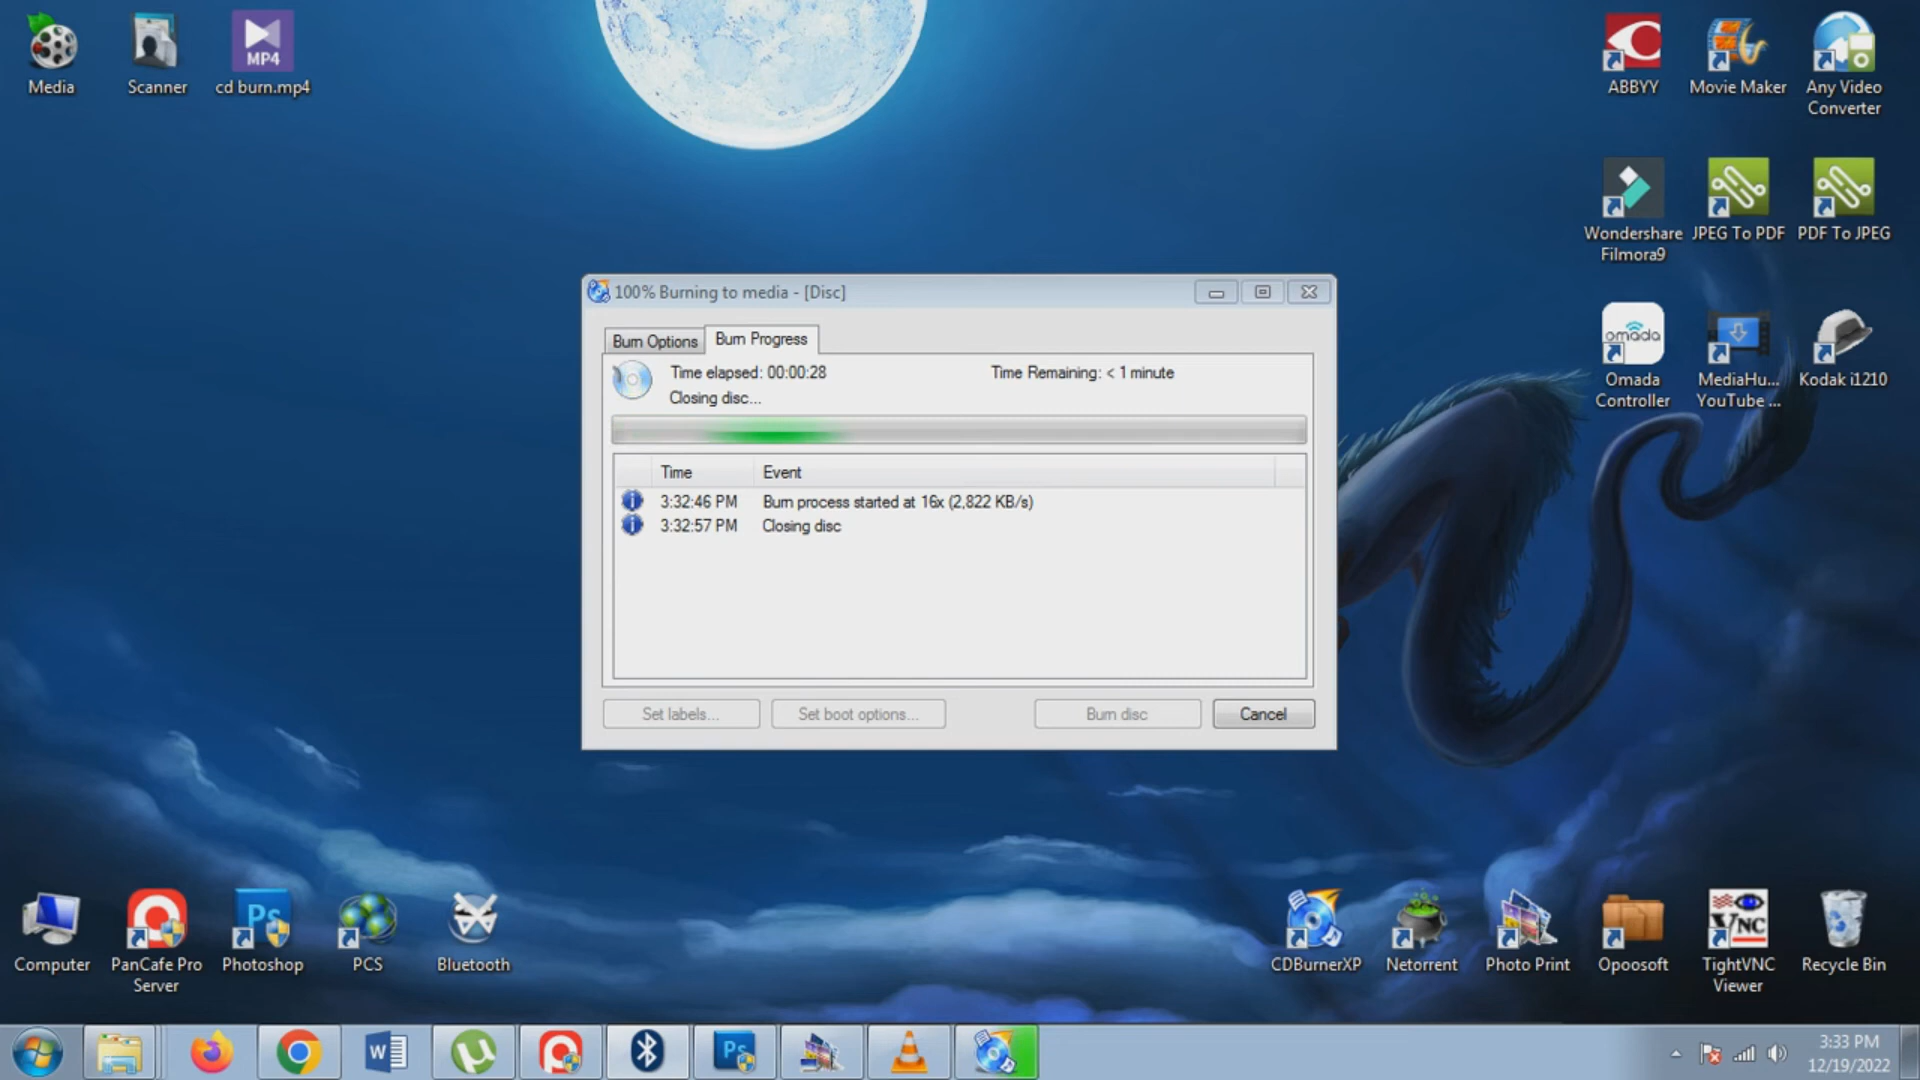 Media
Scanner
MP4
cd burn.mp4
ABBYY
Movie Maker
Any Video
Converter
Wondershare
Filmora9
JPEG To PDF
PDF To JPEG
omada
Omada
Controller
MediaHu...
YouTube ...
Kodak i1210
100% Burning to media - [Disc]
Burn Options
Burn Progress
Time elapsed: 00:00:28
Time Remaining: < 1 minute
Closing disc...
Time
Event
3:32:46 PM
Burn process started at 16x (2,822 KB/s)
3:32:57 PM
Closing disc
Set labels...
Set boot options...
Burn disc
Cancel
Computer
PanCafe Pro
Server
Ps
Photoshop
PCS
Bluetooth
CDBurnerXP
Netorrent
Photo Print
Opoosoft
VNC
TightVNC
Viewer
Recycle Bin
W
µ
Ps
3:33 PM
12/19/2022